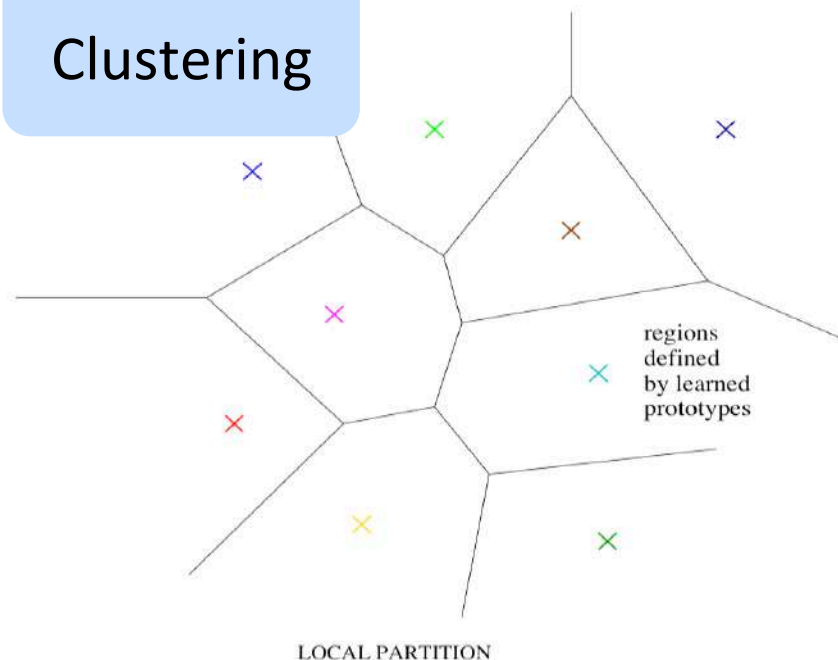 Clustering
regions
defined
by learned
prototypes
LOCAL PARTITION